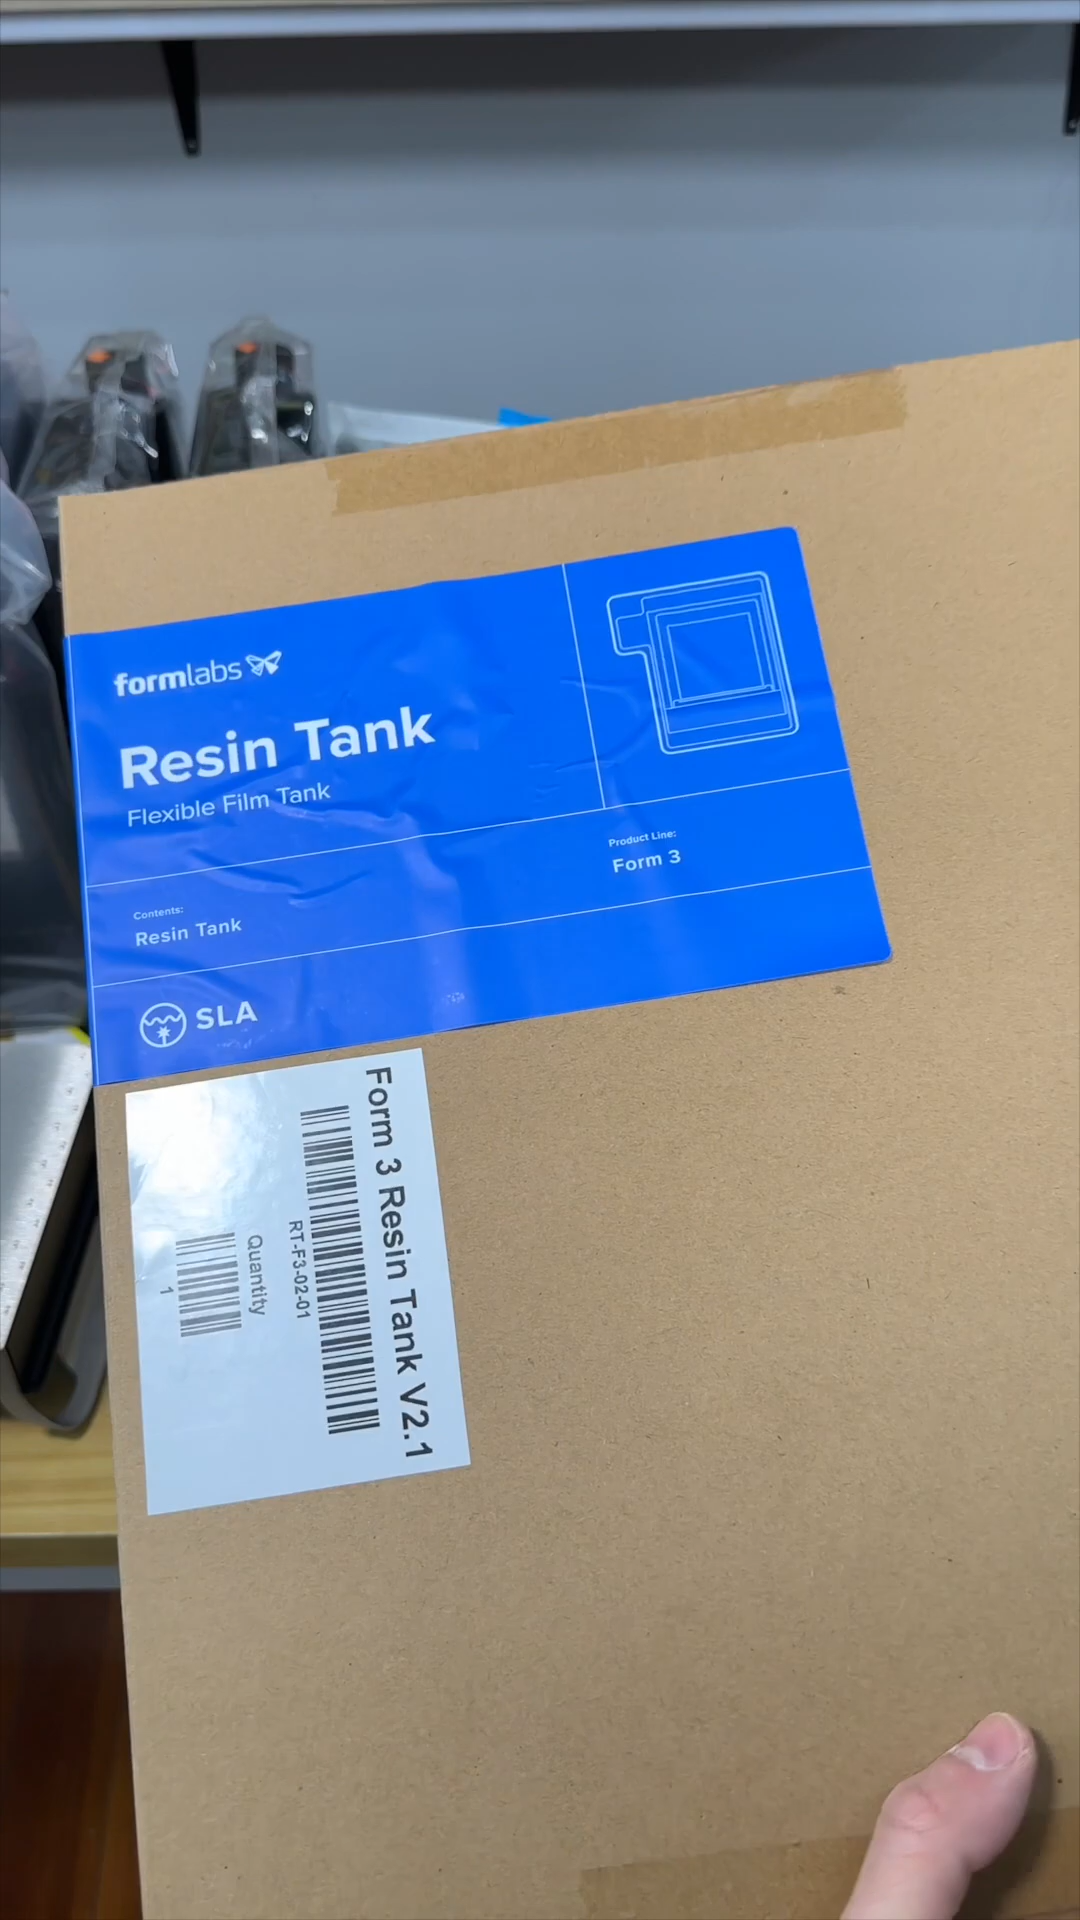 formlabs
Resin Tank
Flexible Film Tank
Product Line:
Form 3
Contents:
Resin Tank
SLA
Form 3 Resin Tank V2.1
RT-F3-02-01
Quantity
1